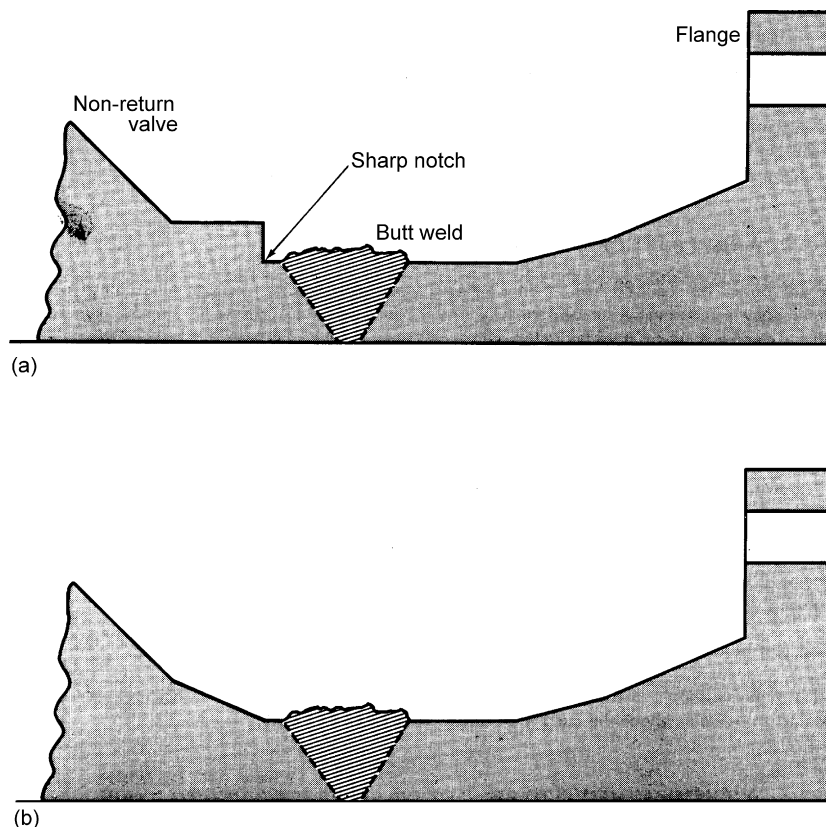 Flange
Non-return
valve
Sharp notch
Butt weld
(a)
(b)